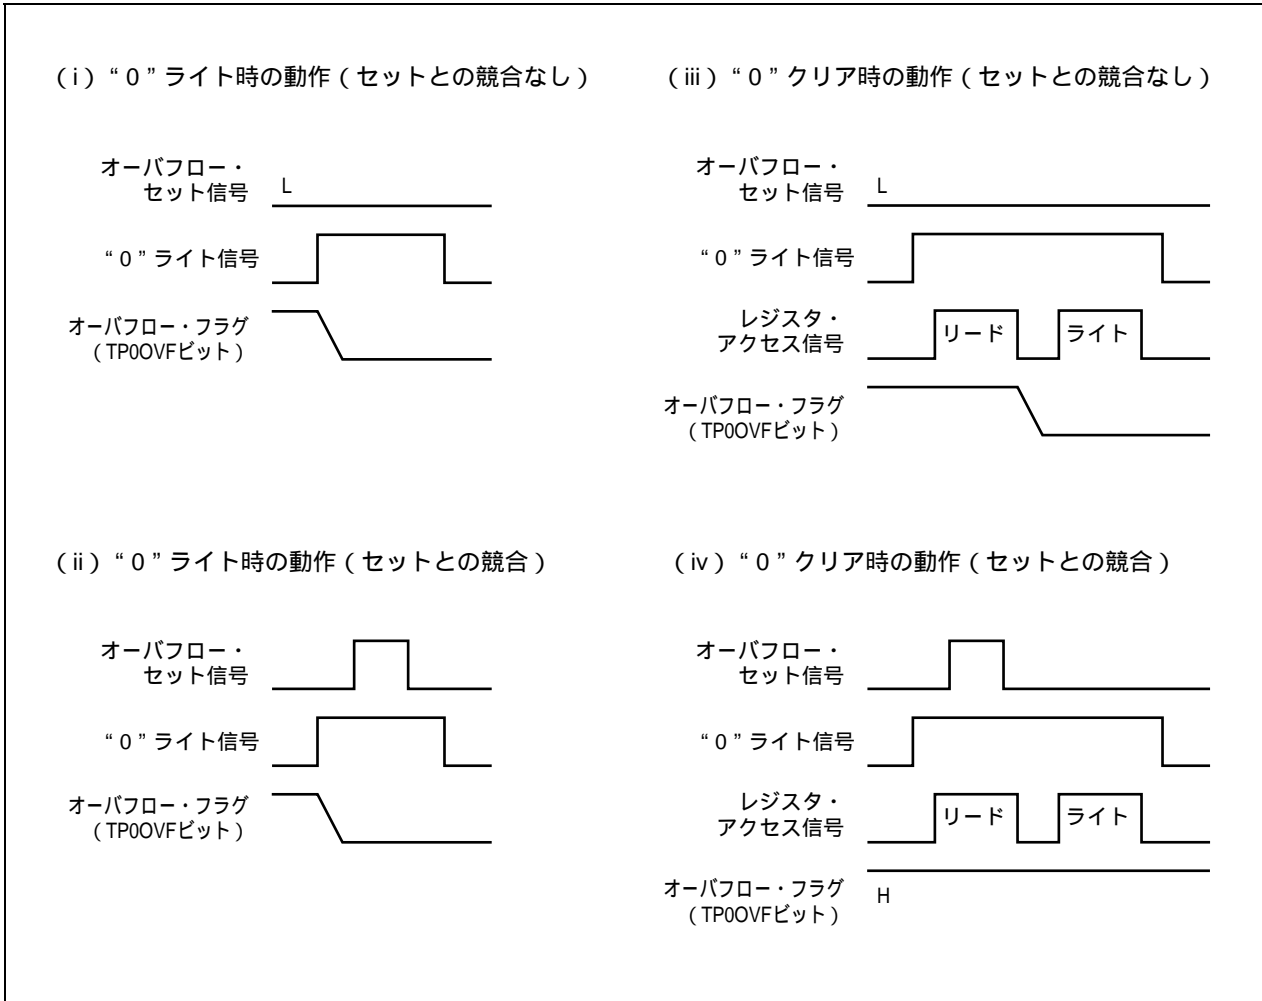 （i）“0”ライト時の動作（セットとの競合なし）
オーバフロー・
セット信号
L
“0”ライト信号
オーバフロー・フラグ
（TP0OVFビット）
（iii）“0”クリア時の動作（セットとの競合なし）
オーバフロー・
セット信号
L
“0”ライト信号
レジスタ・
アクセス信号
リード
ライト
オーバフロー・フラグ
（TP0OVFビット）
（ii）“0”ライト時の動作（セットとの競合）
オーバフロー・
セット信号
“0”ライト信号
オーバフロー・フラグ
（TP0OVFビット）
（iv）“0”クリア時の動作（セットとの競合）
オーバフロー・
セット信号
“0”ライト信号
レジスタ・
アクセス信号
リード
ライト
オーバフロー・フラグ
（TP0OVFビット）
H